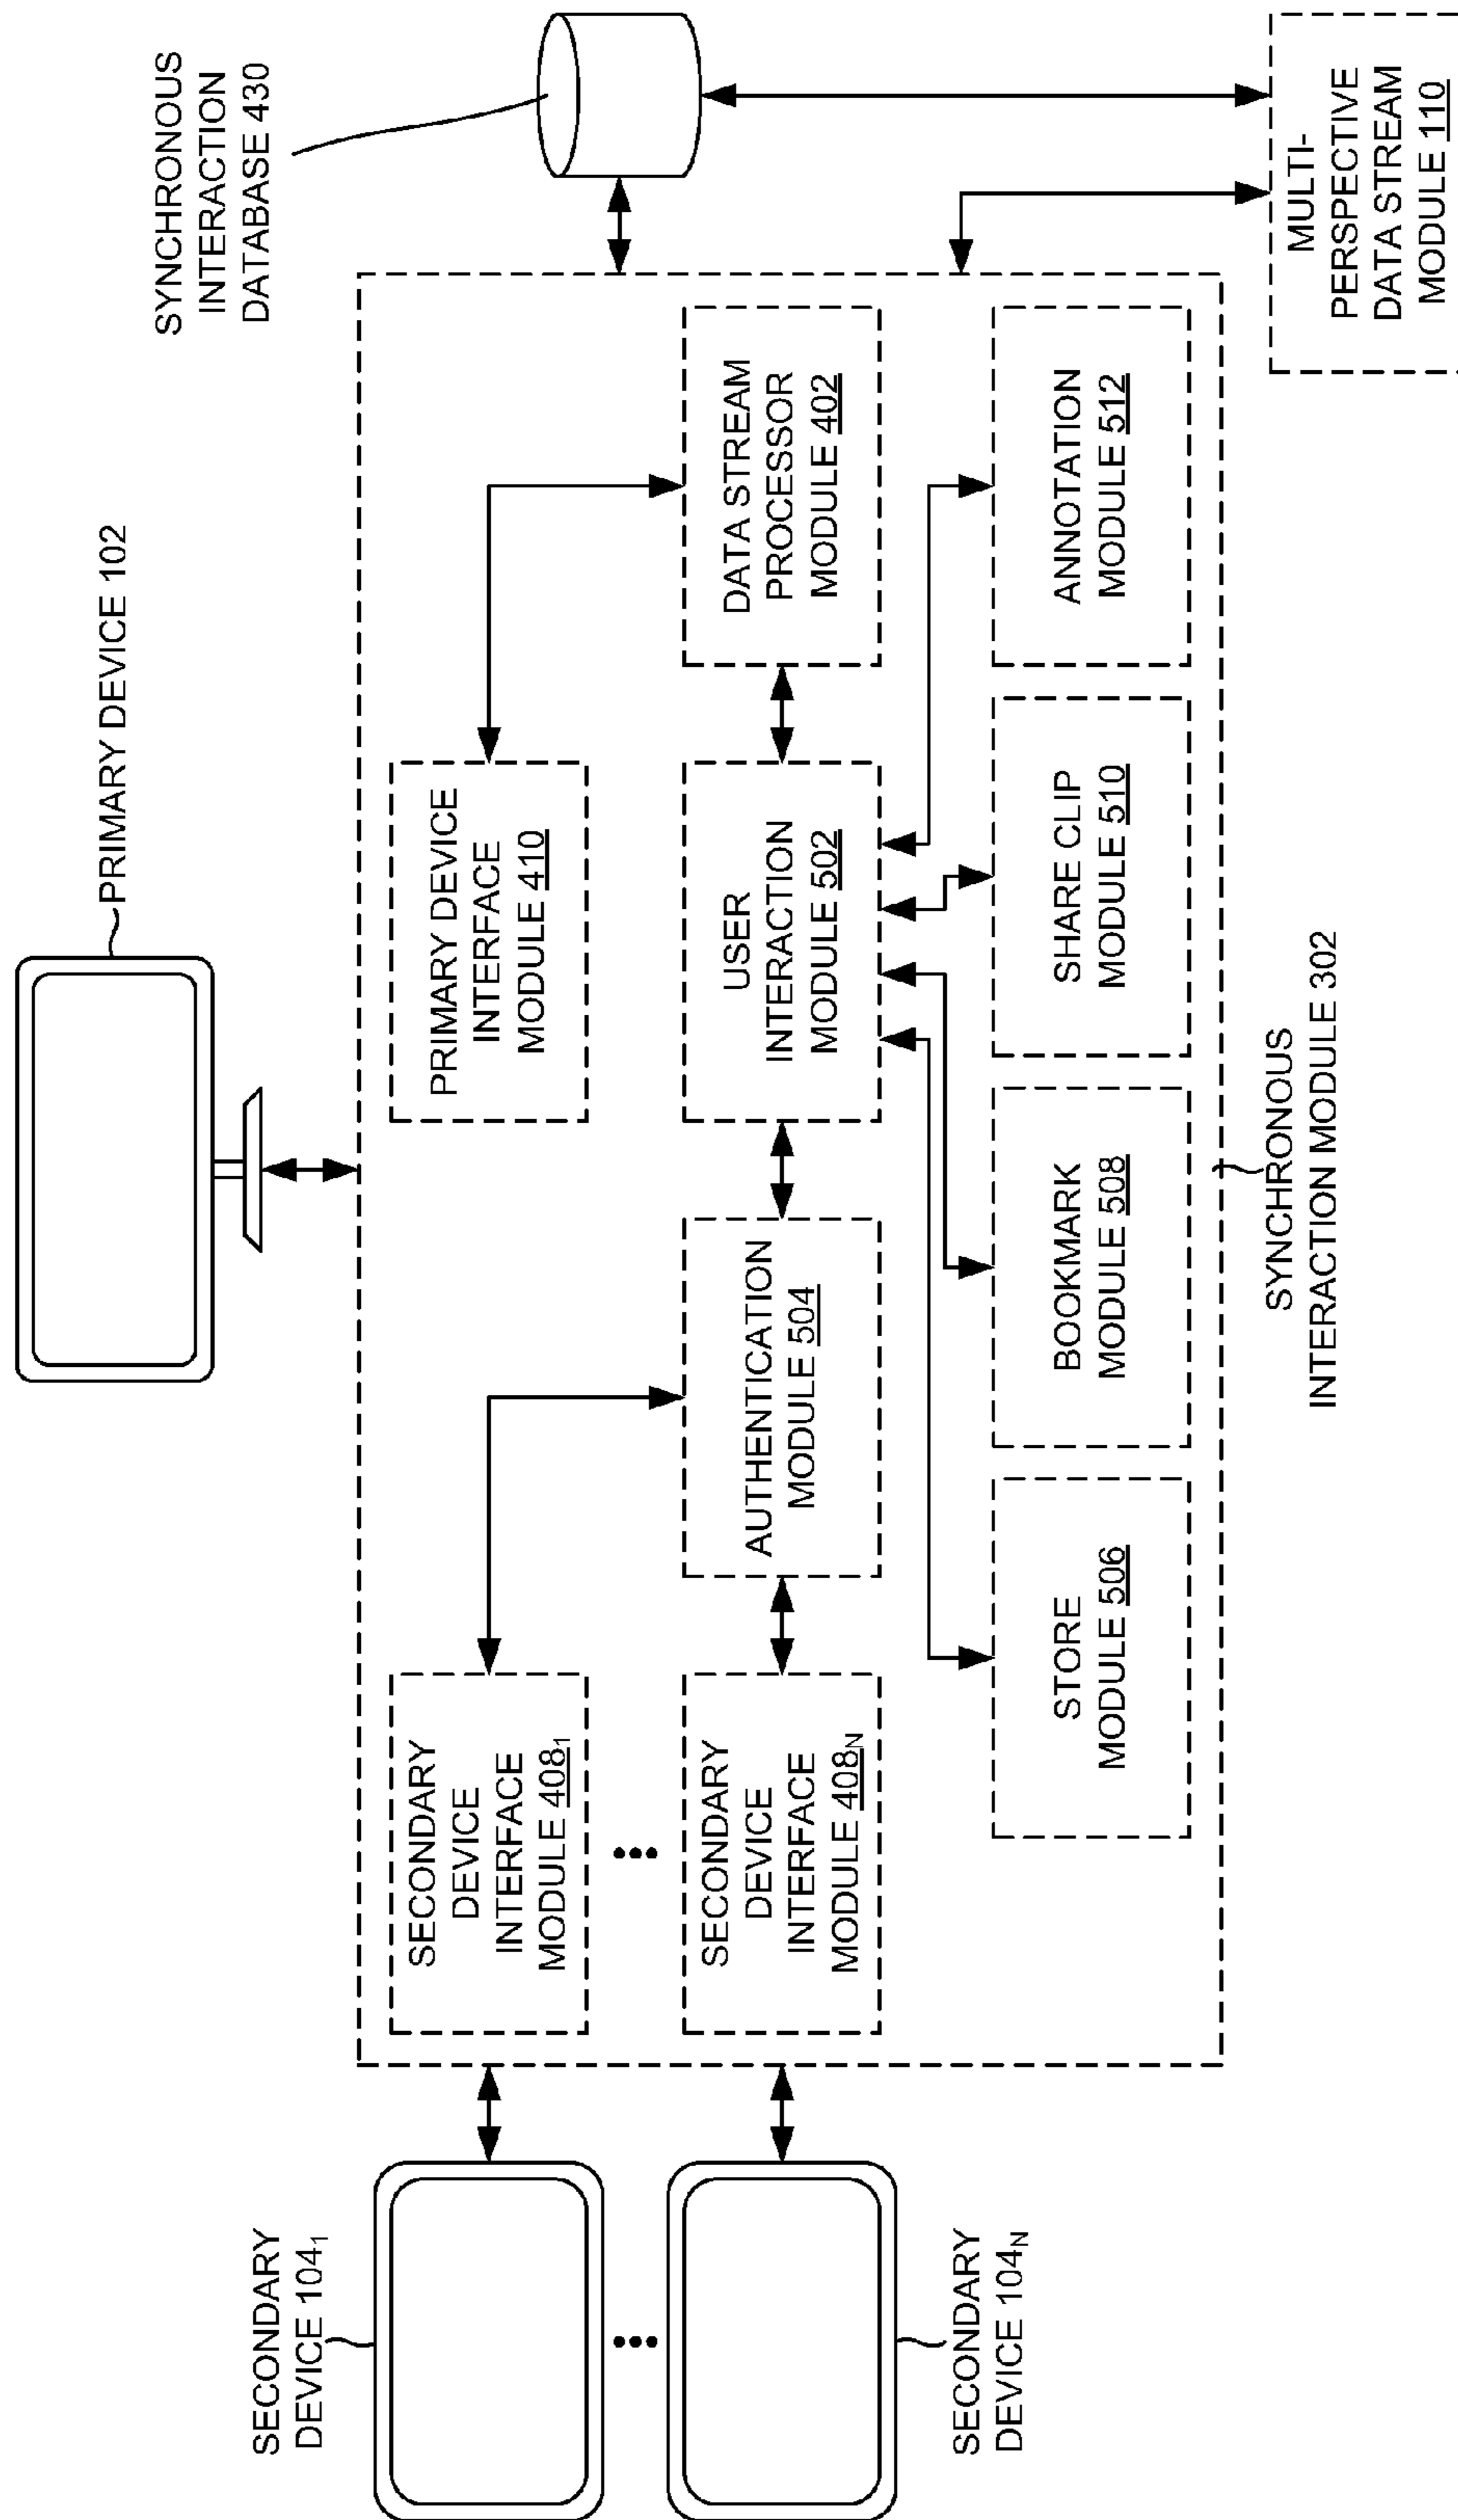 PRIMARY DEVICE 102
SYNCHRONOUS
INTERACTION
DATABASE 430
SECONDARY
DEVICE 104₁
SECONDARY
DEVICE
INTERFACE
MODULE 408₁
PRIMARY DEVICE
INTERFACE
MODULE 410
SECONDARY
DEVICE
INTERFACE
MODULE 408N
AUTHENTICATION
MODULE 504
USER
INTERACTION
MODULE 502
DATA STREAM
PROCESSOR
MODULE 402
SECONDARY
DEVICE 104N
STORE
MODULE 506
BOOKMARK
MODULE 508
SHARE CLIP
MODULE 510
ANNOTATION
MODULE 512
SYNCHRONOUS
INTERACTION MODULE 302
MULTI-
PERSPECTIVE
DATA STREAM
MODULE 110